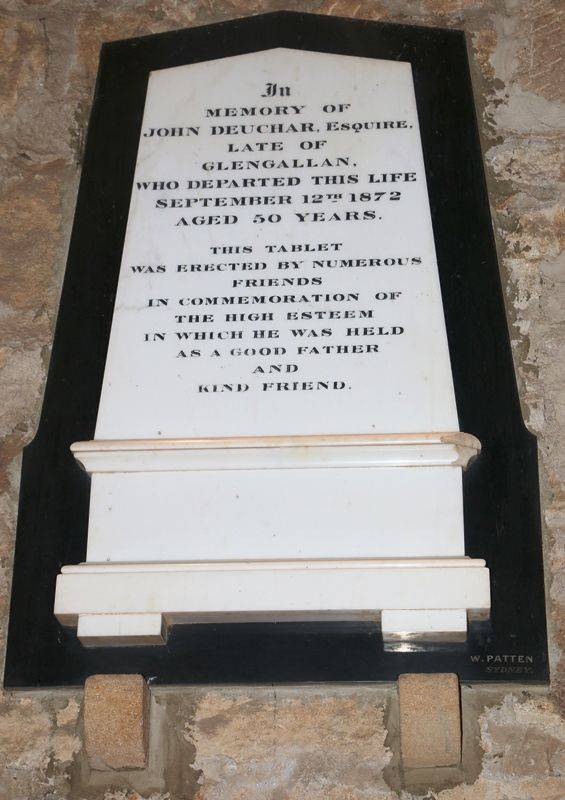 In
MEMORY OF
JOHN DEUCHAR, ESQUIRE.
LATE OF
GLENGALLAN,
WHO DEPARTED THIS LIFE
SEPTEMBER 12TH 1872
AGED 50 YEARS.
THIS TABLET
WAS ERECTED BY NUMEROUS
FRIENDS
IN COMMEMORATION OF
THE HIGH ESTEEM
IN WHICH HE WAS HELD
AS A GOOD FATHER
AND
KIND FRIEND.
W. PATTEN
SYDNEY.